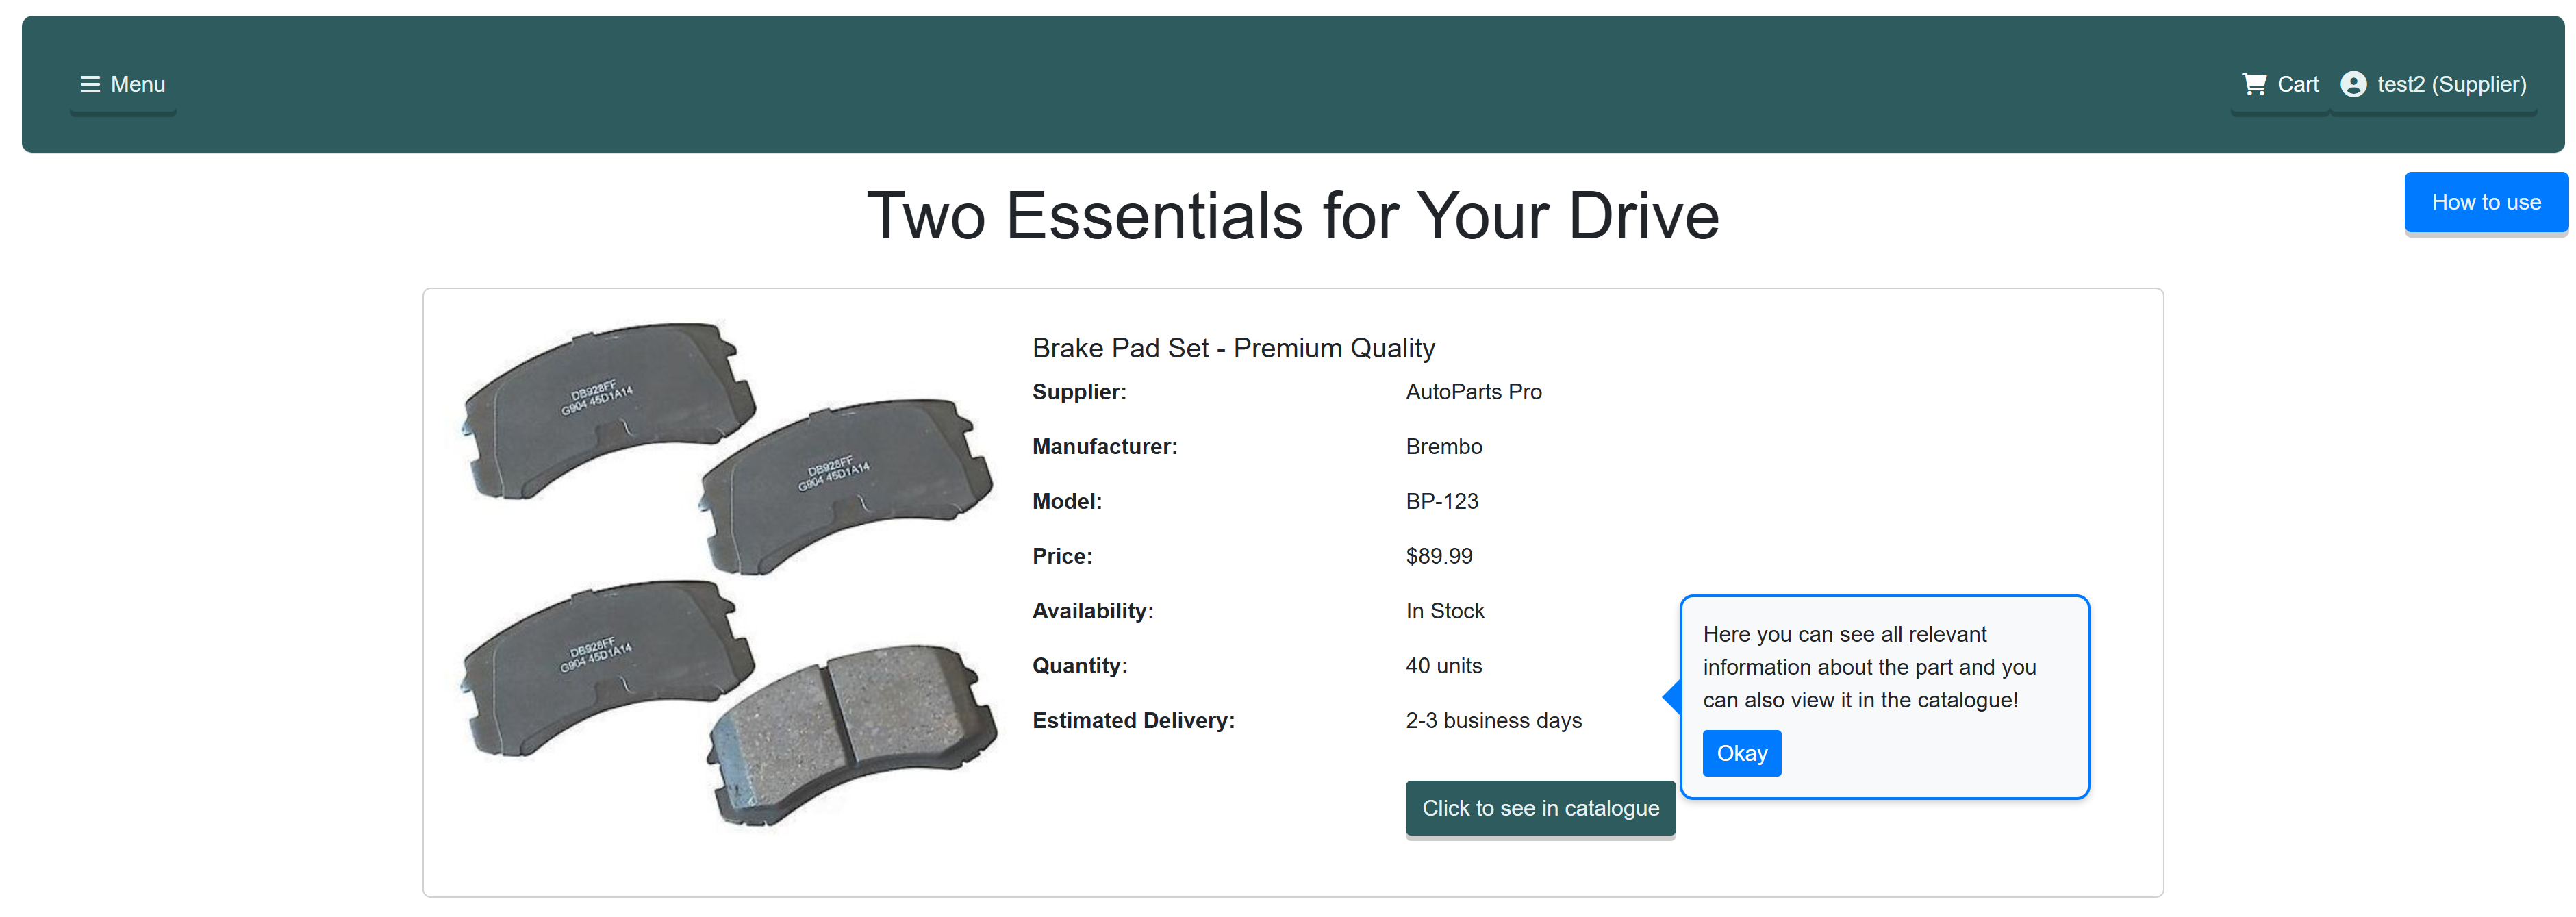 Menu
Cart
test2 (Supplier)
How to use
Two Essentials for Your Drive
DB928FF
G904 45D1A14
DB928FF
G904 45D1A14
DB928FF
G904 45D1A14
Brake Pad Set - Premium Quality
Supplier: AutoParts Pro
Manufacturer: Brembo
Model: BP-123
Price: $89.99
Availability: In Stock
Quantity: 40 units
Estimated Delivery: 2-3 business days
Click to see in catalogue
Here you can see all relevant
information about the part and you
can also view it in the catalogue!
Okay